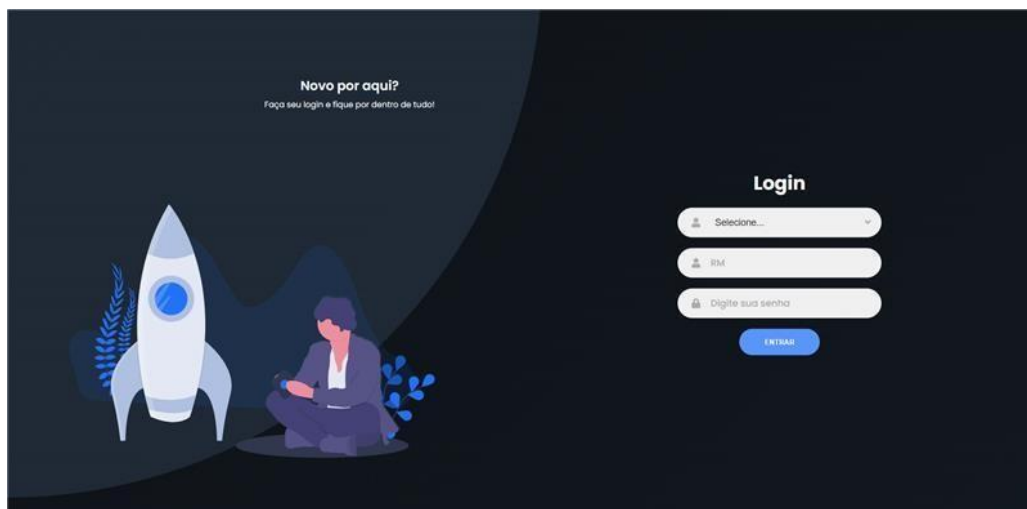 Novo por aqui?
Faça seu login e fique por dentro de tudo!
Login
Selecione...
RM
Digite sua senha
ENTRAR